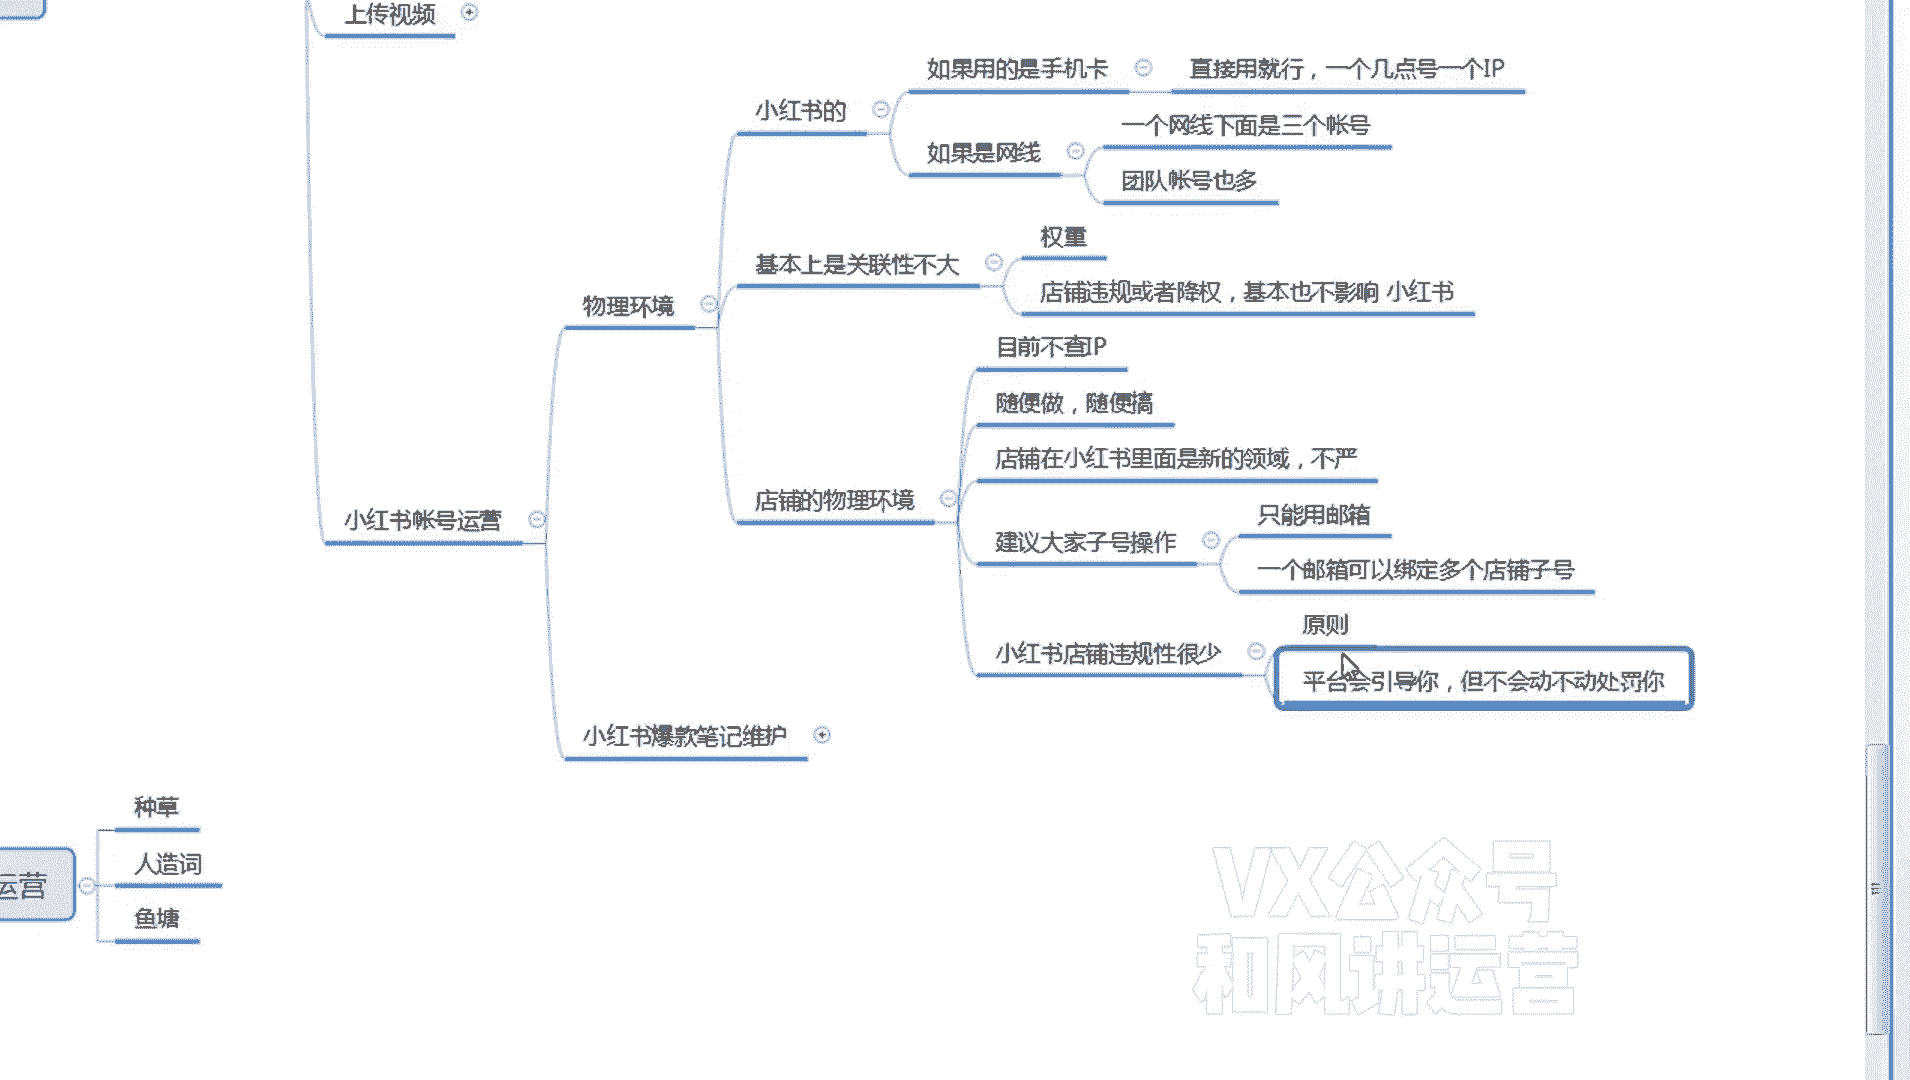 上传视频
如果用的是手机卡
直接用就行，一个几点号一个IP
小红书的
一个网线下面是三个帐号
如果是网线
团队帐号也多
权重
基本上是关联性不大
店铺违规或者降权，基本也不影响 小红书
物理环境
目前不查IP
随便做，随便搞
店铺在小红书里面是新的领域，不严
店铺的物理环境
只能用邮箱
建议大家子号操作
一个邮箱可以绑定多个店铺子号
小红书帐号运营
原则
小红书店铺违规性很少
平台会引导你，但不会动不动处罚你
小红书爆款笔记维护
种草
人造词
运营
鱼塘
VX公众号
和风讲运营